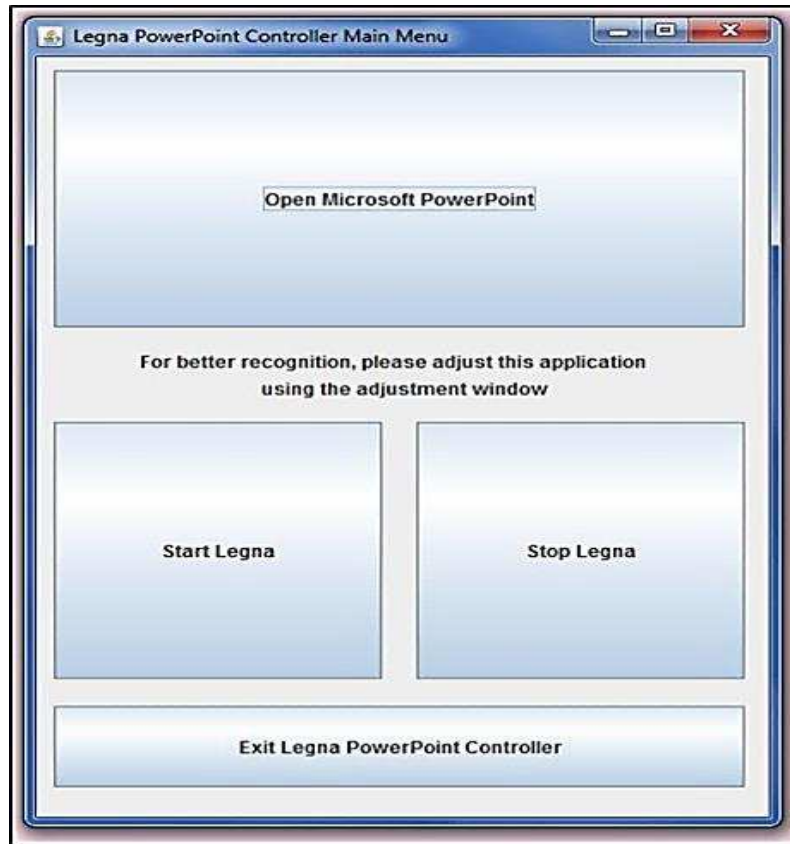 Legna PowerPoint Controller Main Menu
Open Microsoft PowerPoint
For better recognition, please adjust this application
using the adjustment window
Start Legna
Stop Legna
Exit Legna PowerPoint Controller